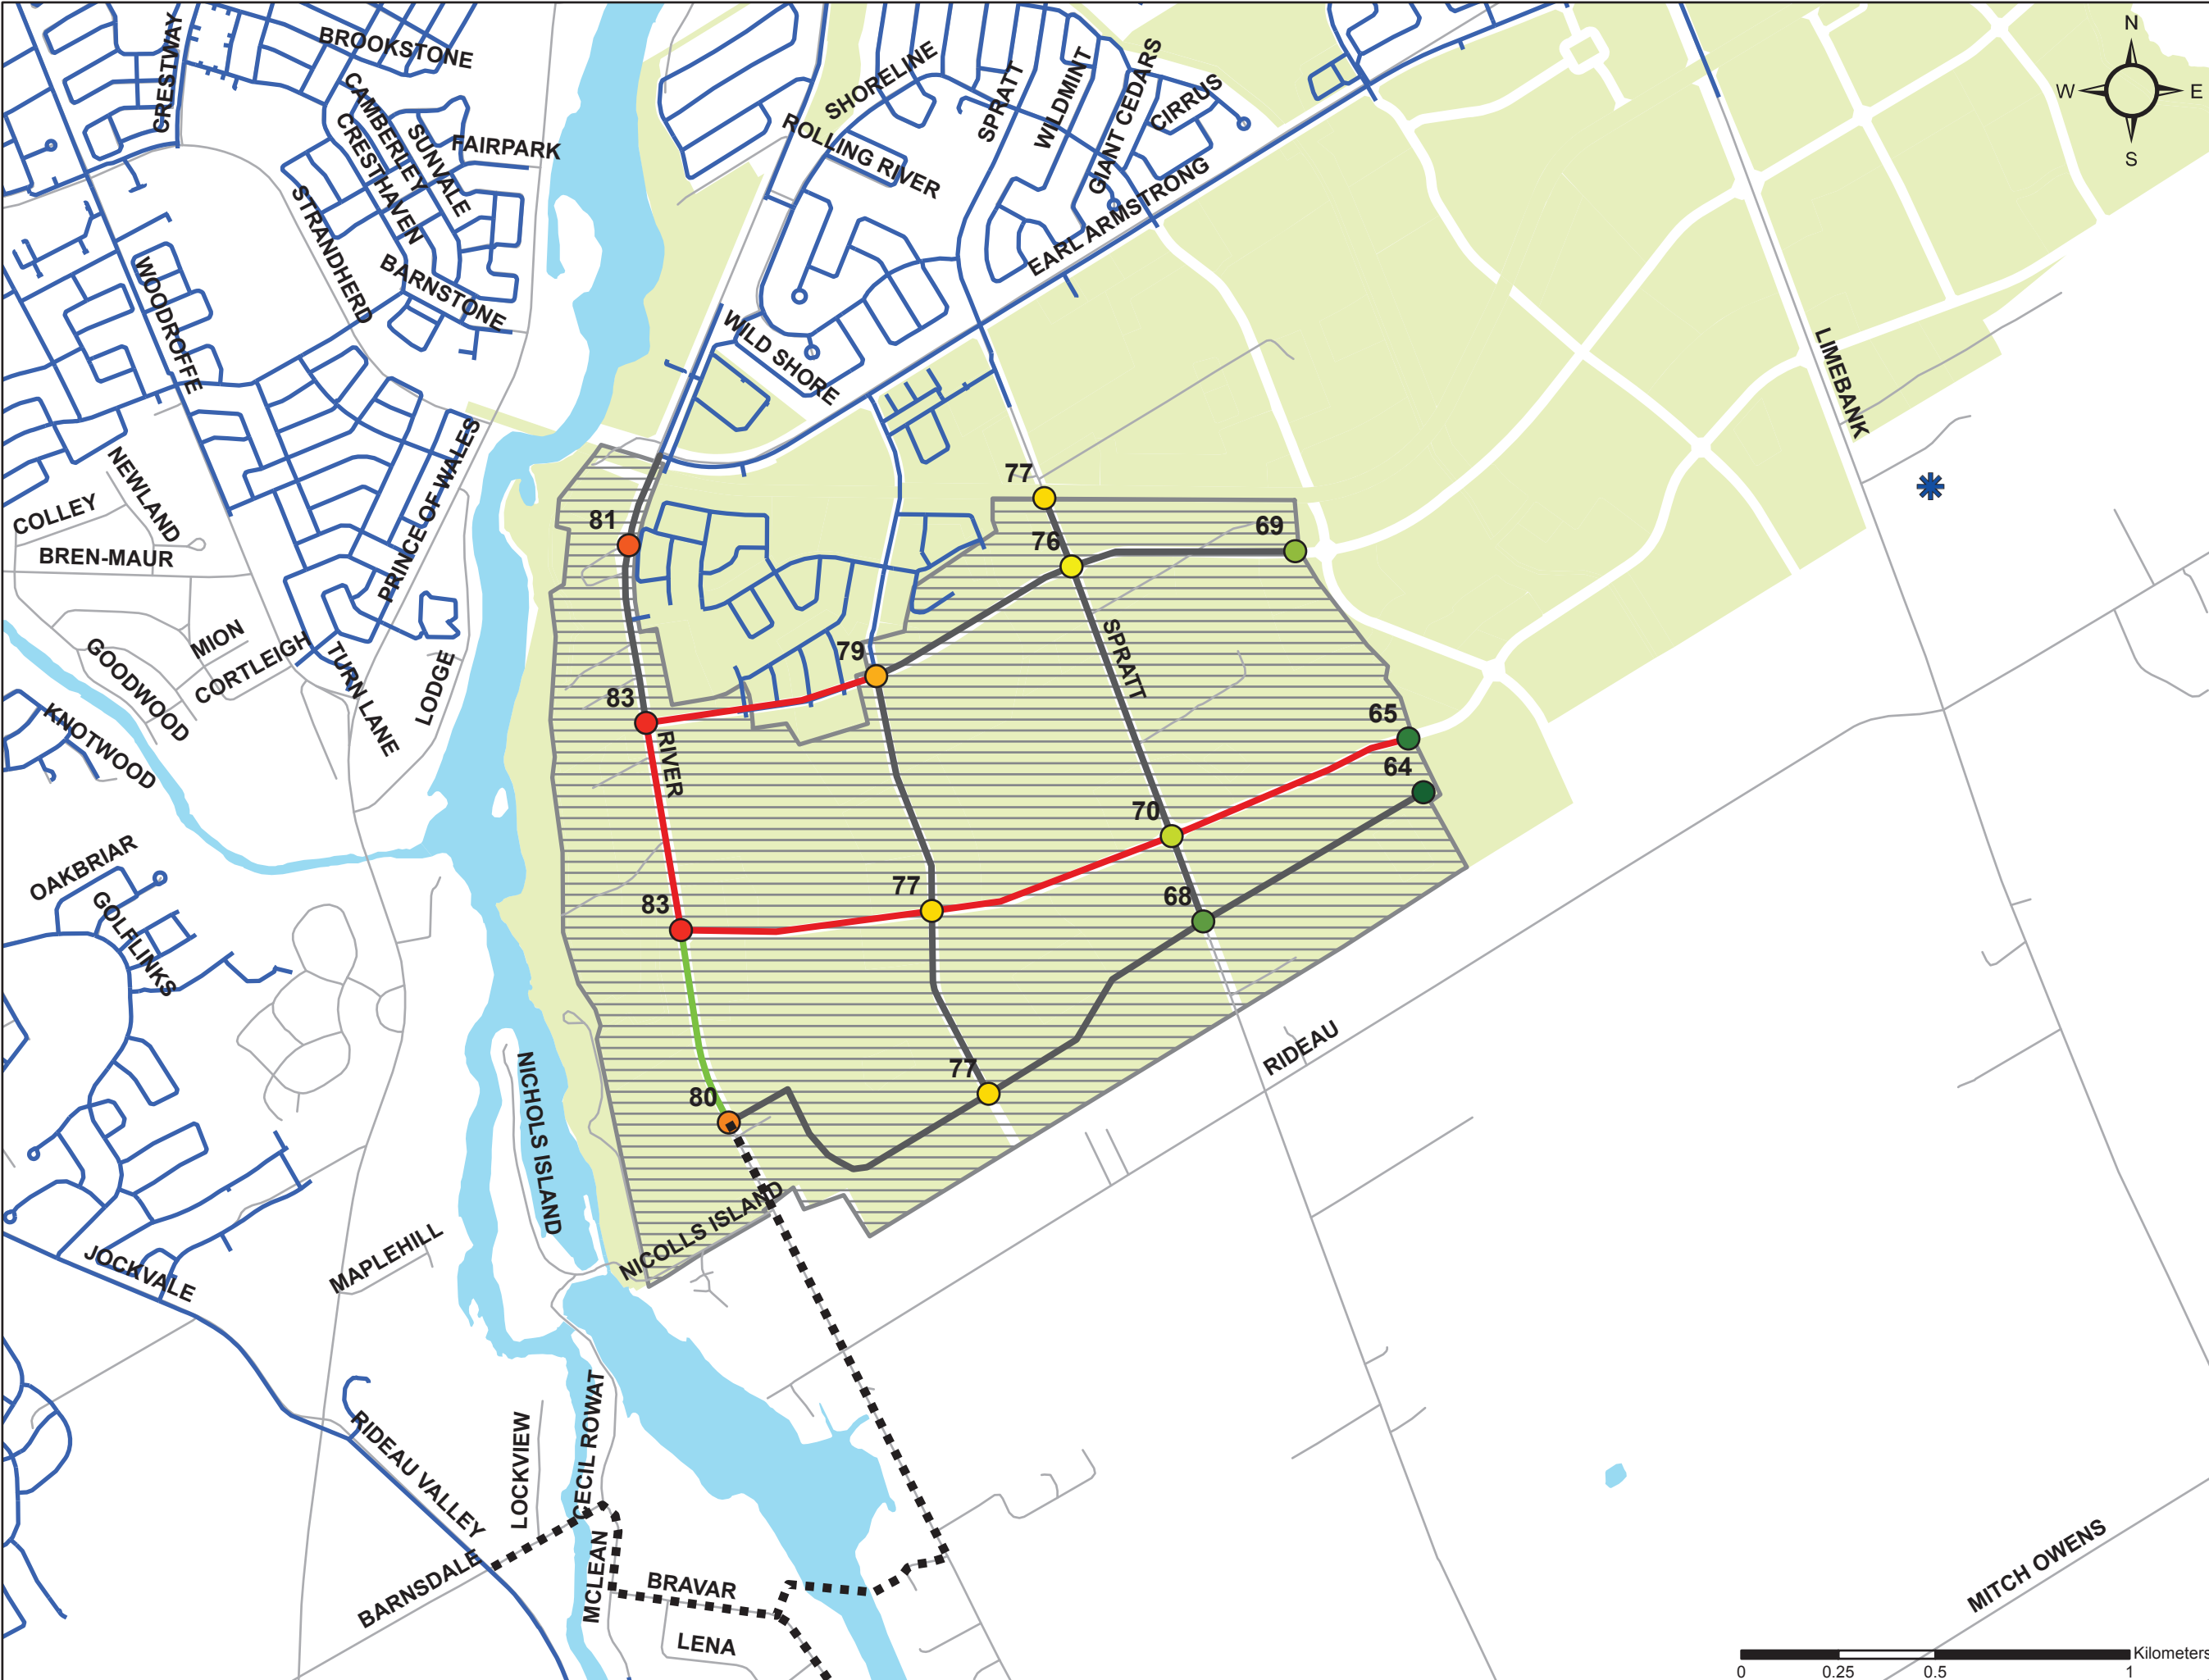 BROOKSTONE
CRESTWAY
CAMBERLEY
SUNVALE
CRESTHAVEN
FAIRPARK
STRANDHERD
BARNSTONE
WOODROFFE
SHORELINE
ROLLING RIVER
SPRATT
WILDMINT
GIANT CEDARS
CIRRUS
EARL ARMSTRONG
WILD SHORE
N
W
E
S
LIMEBANK
NEWLAND
COLLEY
BREN-MAUR
PRINCE OF WALES
MION
CORTLEIGH
GOODWOOD
TURN LANE
LODGE
KNOTWOOD
77
81
76
69
79
SPRATT
83
RIVER
65
64
70
77
68
83
OAKBRIAR
GOLFLINKS
77
80
RIDEAU
NICHOLS ISLAND
NICOLLS ISLAND
MAPLEHILL
JOCKVALE
RIDEAU VALLEY
LOCKVIEW
CECIL ROWAT
BARNSDALE
MCLEAN
BRAVAR
LENA
MITCH OWENS
Kilometers
0
0.25
0.5
1